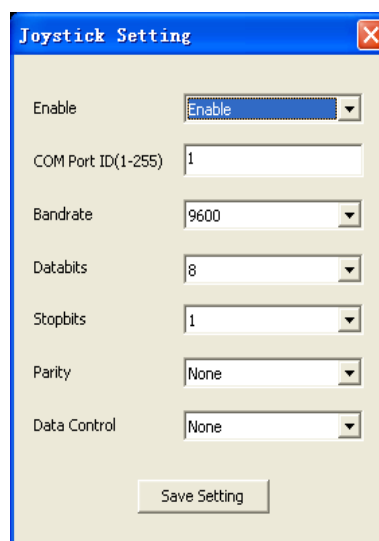 Joystick Setting
Enable Enable
COM Port ID(1-255) 1
Bandrate 9600
Databits 8
Stopbits 1
Parity None
Data Control None
Save Setting